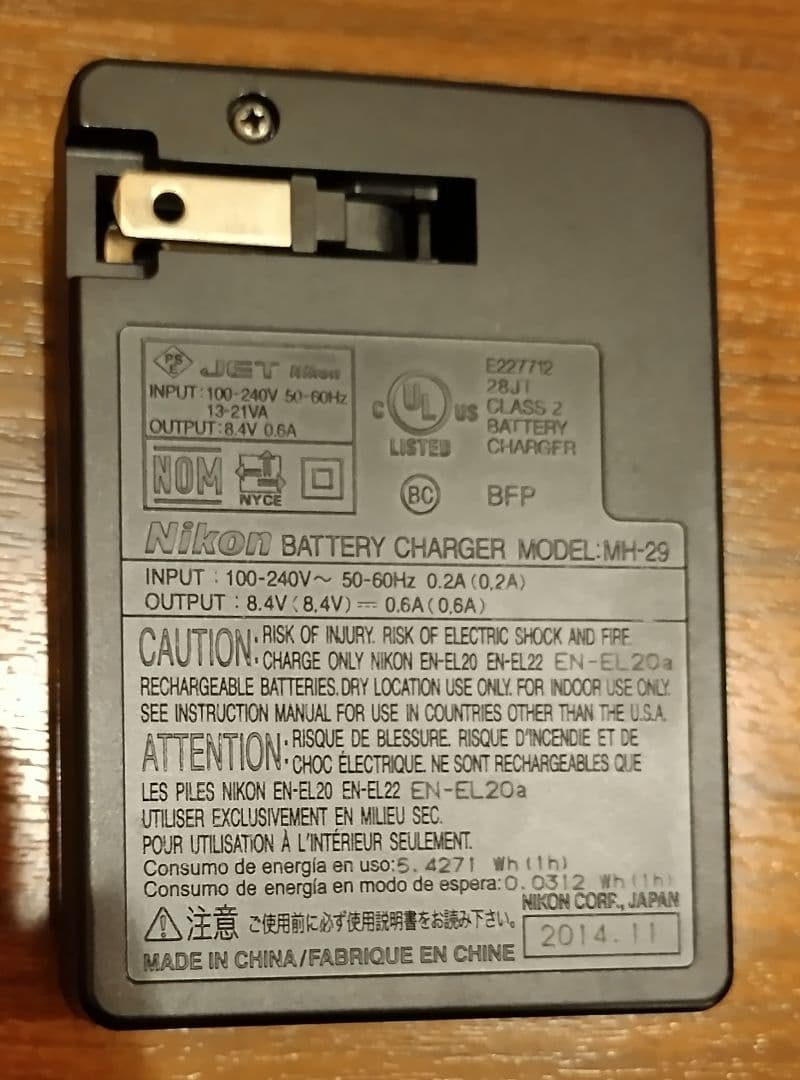 PS E JET Nikon
INPUT:100-240V 50-60Hz
13-21VA
OUTPUT:8.4V 0.6A
NOM NYCE
C UL US
LISTED
E227712
28J1
CLASS 2
BATTERY
CHARGER
BC BFP
Nikon BATTERY CHARGER MODEL:MH-29
INPUT : 100-240V～ 50-60Hz 0.2A(0,2A)
OUTPUT : 8.4V(8,4V)⎓ 0.6A(0,6A)
CAUTION: RISK OF INJURY. RISK OF ELECTRIC SHOCK AND FIRE.
CHARGE ONLY NIKON EN-EL20 EN-EL22 EN-EL20a
RECHARGEABLE BATTERIES. DRY LOCATION USE ONLY. FOR INDOOR USE ONLY.
SEE INSTRUCTION MANUAL FOR USE IN COUNTRIES OTHER THAN THE U.S.A.
ATTENTION: RISQUE DE BLESSURE. RISQUE D'INCENDIE ET DE
CHOC ÉLECTRIQUE. NE SONT RECHARGEABLES QUE
LES PILES NIKON EN-EL20 EN-EL22 EN-EL20a
UTILISER EXCLUSIVEMENT EN MILIEU SEC.
POUR UTILISATION À L'INTÉRIEUR SEULEMENT.
Consumo de energía en uso:5.4271 Wh(1h)
Consumo de energía en modo de espera:0.0312 Wh(1h)
NIKON CORP., JAPAN
注意 ご使用前に必ず使用説明書をお読み下さい。
2014.11
MADE IN CHINA/FABRIQUE EN CHINE